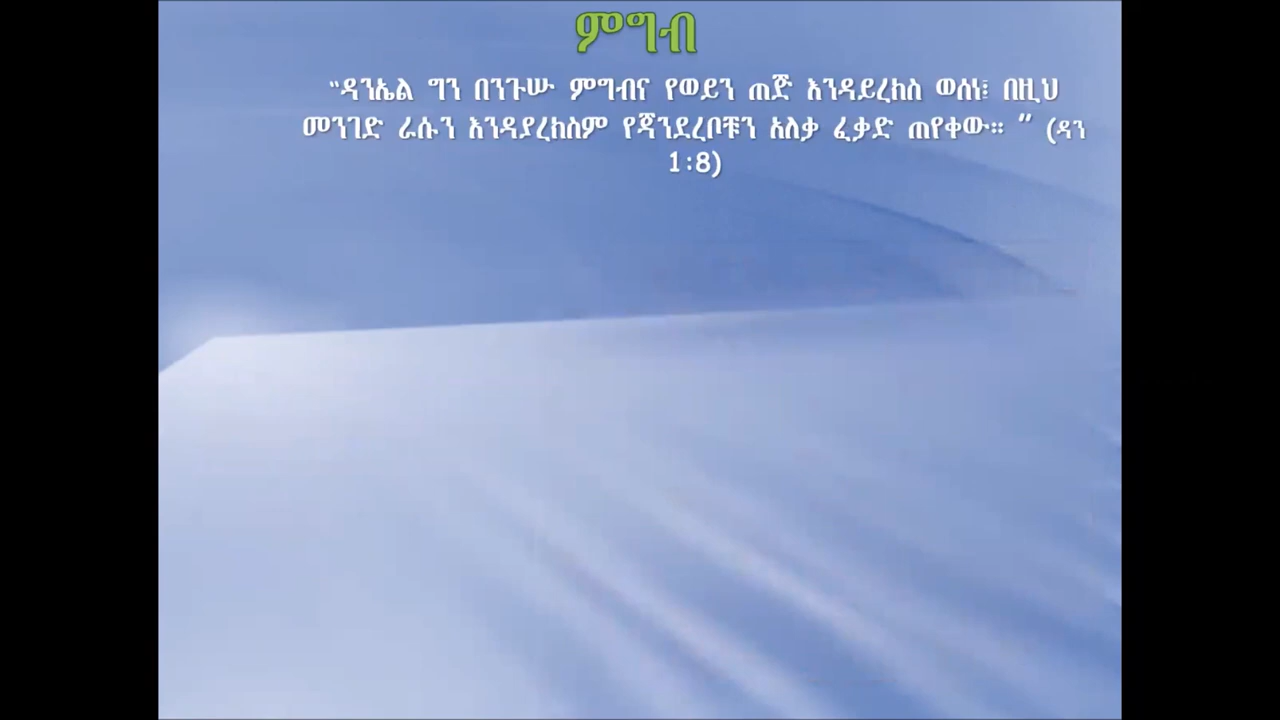 ምግብ
“ዳንኤል ግን በንጉሡ ምግብና የወይን ጠጅ እንዳይረክስ ወሰነ፤ በዚህ
መንገድ ራሱን እንዳያረክስም የጃንደረቦቹን አለቃ ፈቃድ ጠየቀው። ” (ዳን
1:8)